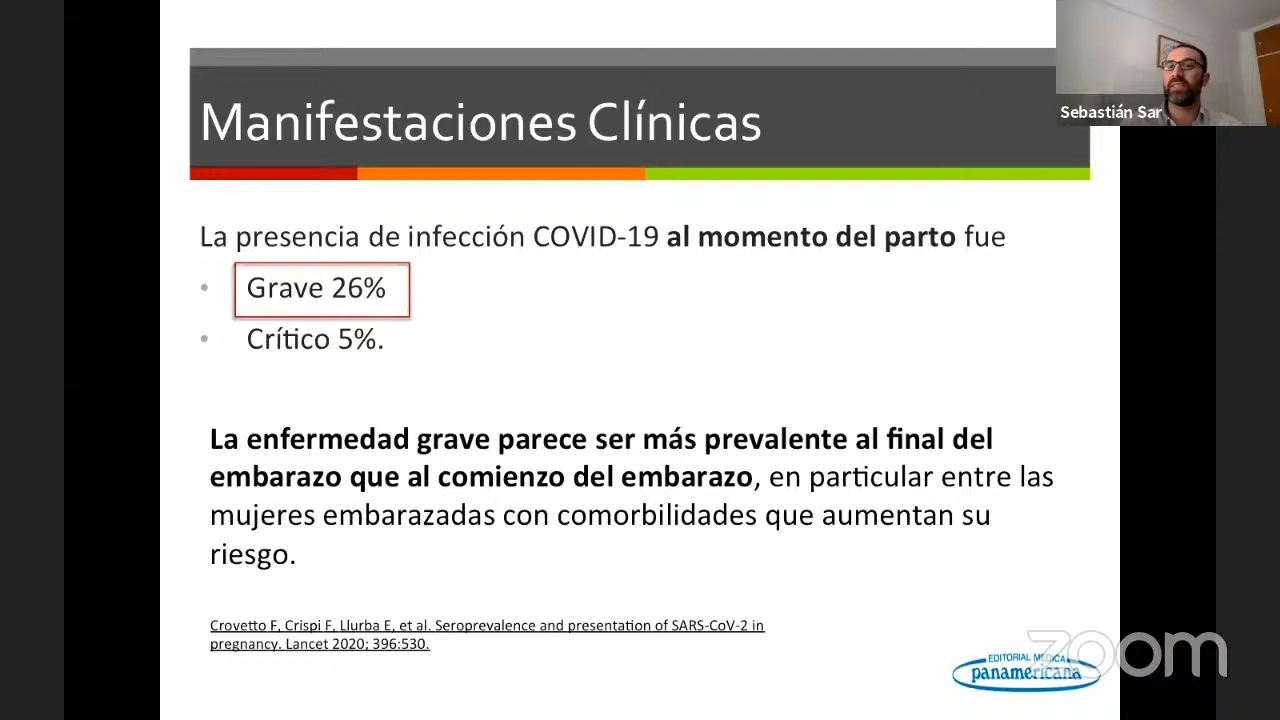 Manifestaciones Clínicas
Sebastián Sar
La presencia de infección COVID-19 al momento del parto fue
• Grave 26%
• Crítico 5%.
La enfermedad grave parece ser más prevalente al final del
embarazo que al comienzo del embarazo, en particular entre las
mujeres embarazadas con comorbilidades que aumentan su
riesgo.
Crovetto F, Crispi F, Llurba E, et al. Seroprevalence and presentation of SARS-CoV-2 in
pregnancy. Lancet 2020; 396:530.
EDITORIAL MEDICA
panamericana
zoom